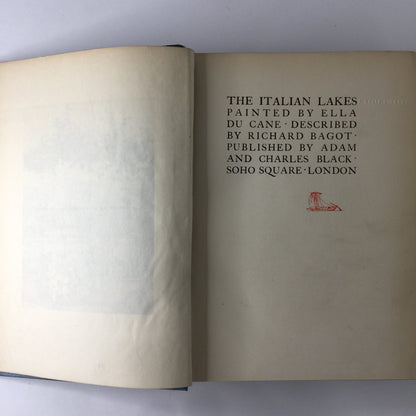 THE ITALIAN LAKES
PAINTED BY ELLA
DU CANE · DESCRIBED
BY RICHARD BAGOT ·
PUBLISHED BY ADAM
AND CHARLES BLACK ·
SOHO SQUARE · LONDON